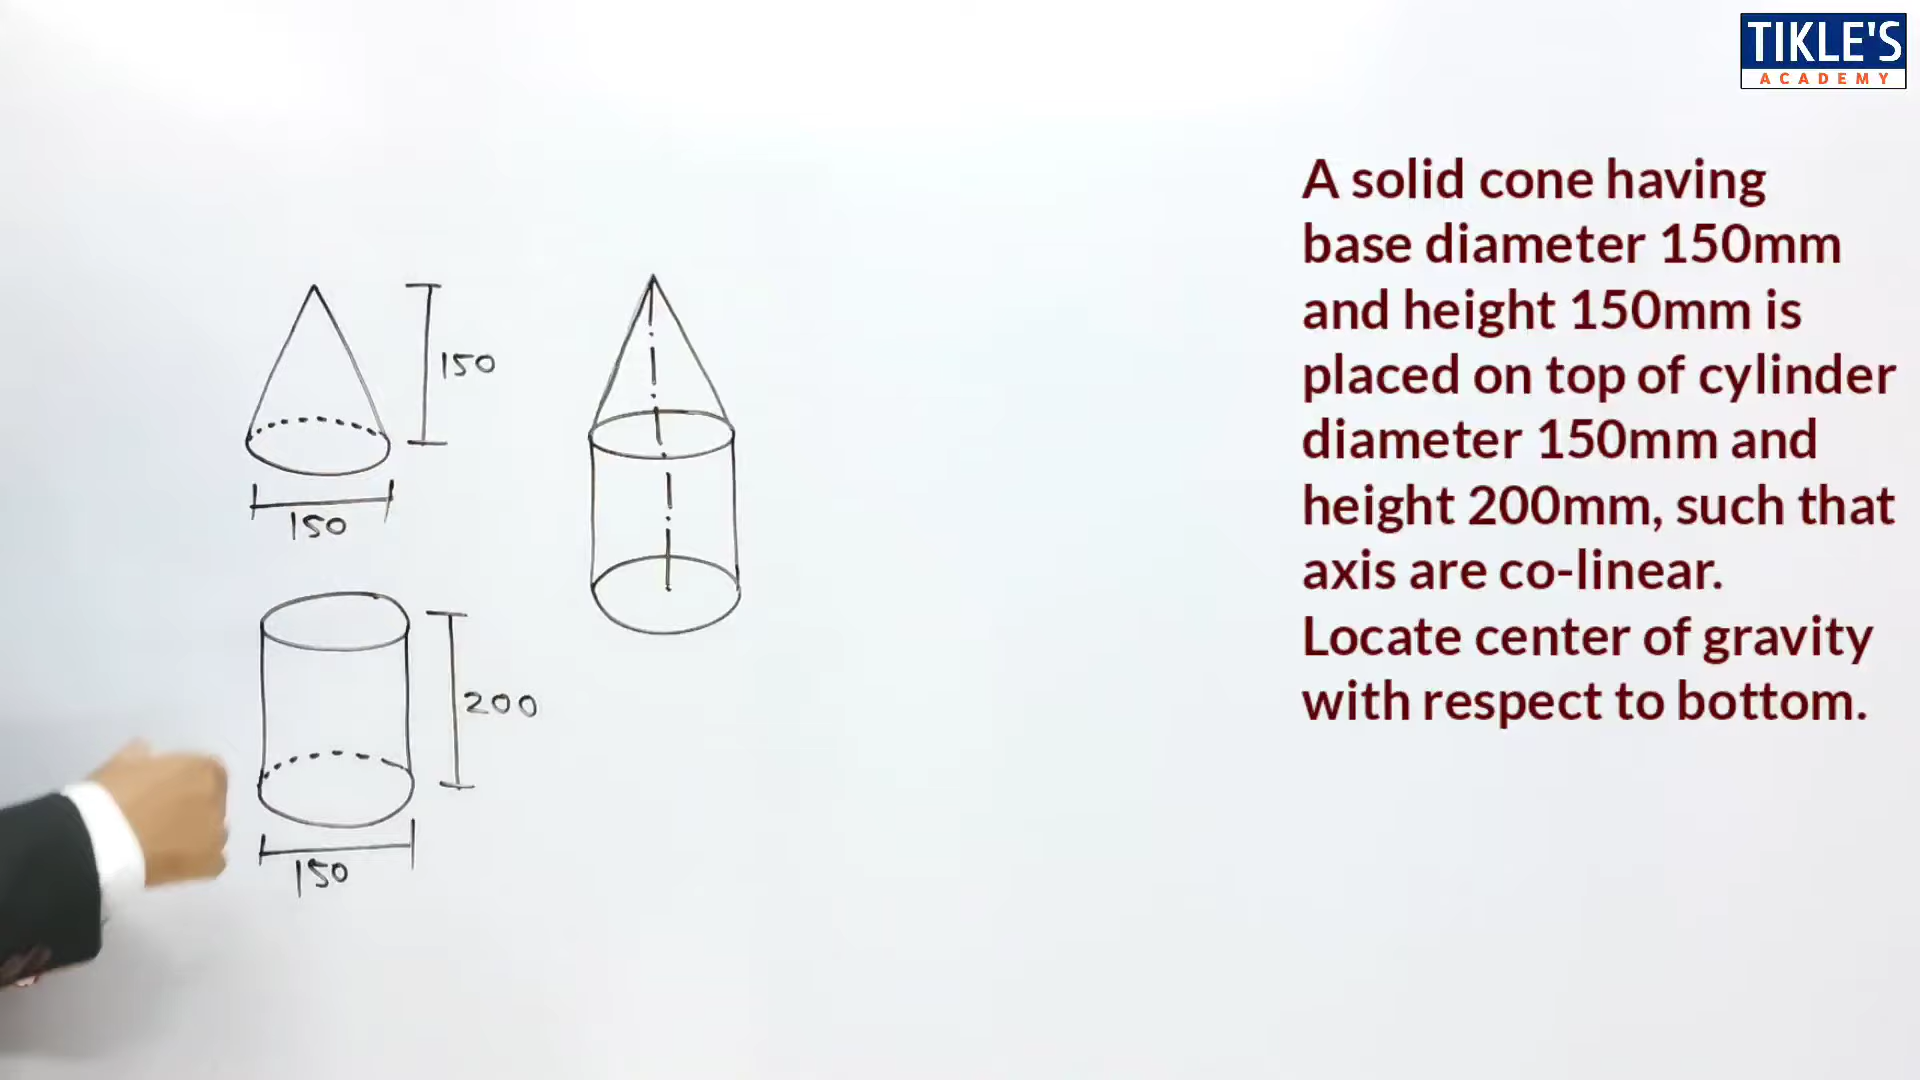 TIKLE'S
ACADEMY
A solid cone having
base diameter 150mm
and height 150mm is
placed on top of cylinder
diameter 150mm and
height 200mm, such that
axis are co-linear.
Locate center of gravity
with respect to bottom.
150
150
200
150